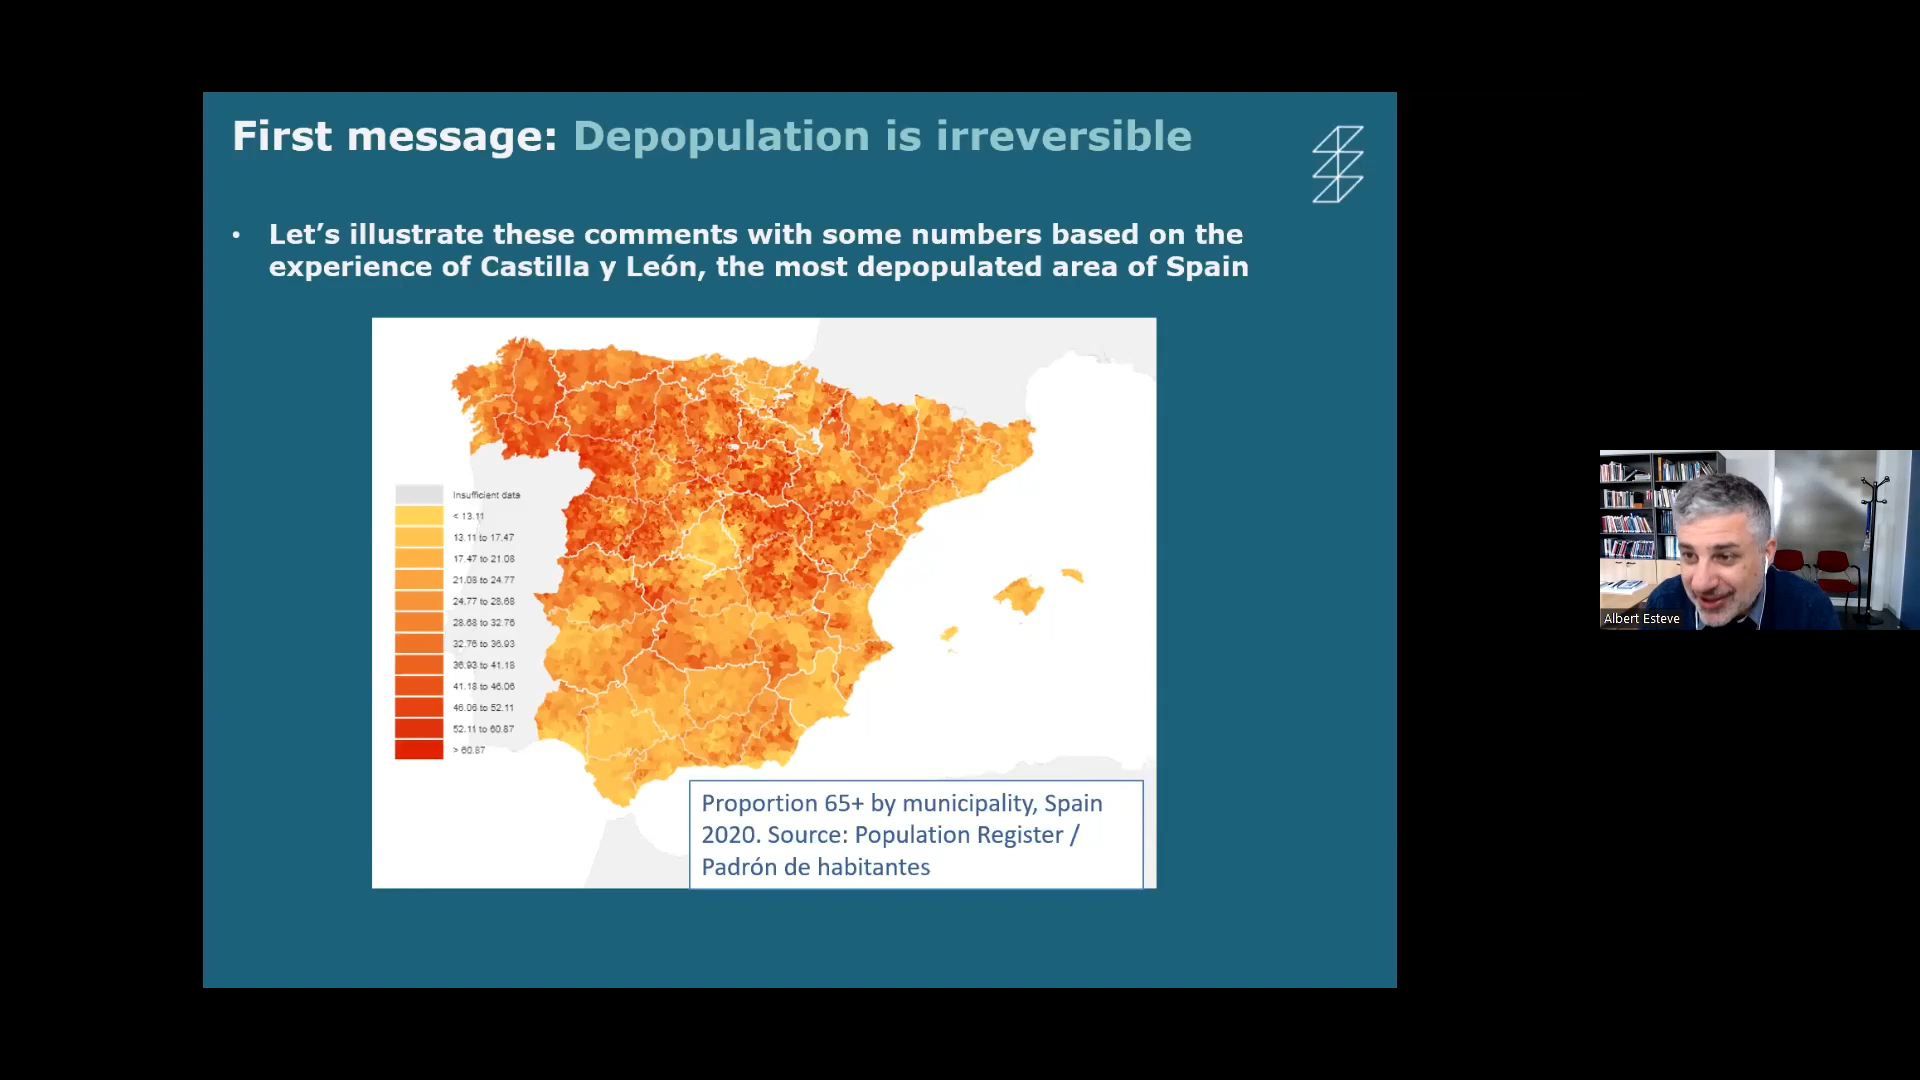 First message: Depopulation is irreversible
• Let’s illustrate these comments with some numbers based on the
experience of Castilla y León, the most depopulated area of Spain
Insufficient data
< 13.11
13.11 to 17.47
17.47 to 21.08
21.08 to 24.77
24.77 to 28.68
28.68 to 32.76
32.76 to 36.93
36.93 to 41.18
41.18 to 46.06
46.06 to 52.11
52.11 to 60.87
> 60.87
Proportion 65+ by municipality, Spain
2020. Source: Population Register /
Padrón de habitantes
Albert Esteve